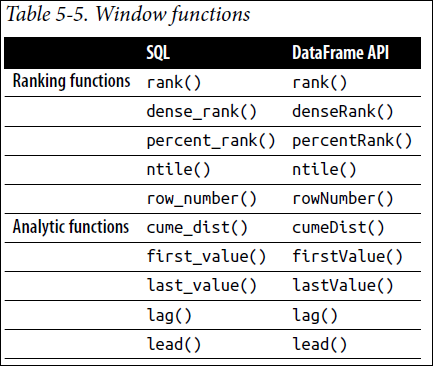 Table 5-5. Window functions
SQL DataFrame API
Ranking functions rank() rank()
dense_rank() denseRank()
percent_rank() percentRank()
ntile() ntile()
row_number() rowNumber()
Analytic functions cume_dist() cumeDist()
first_value() firstValue()
last_value() lastValue()
lag() lag()
lead() lead()